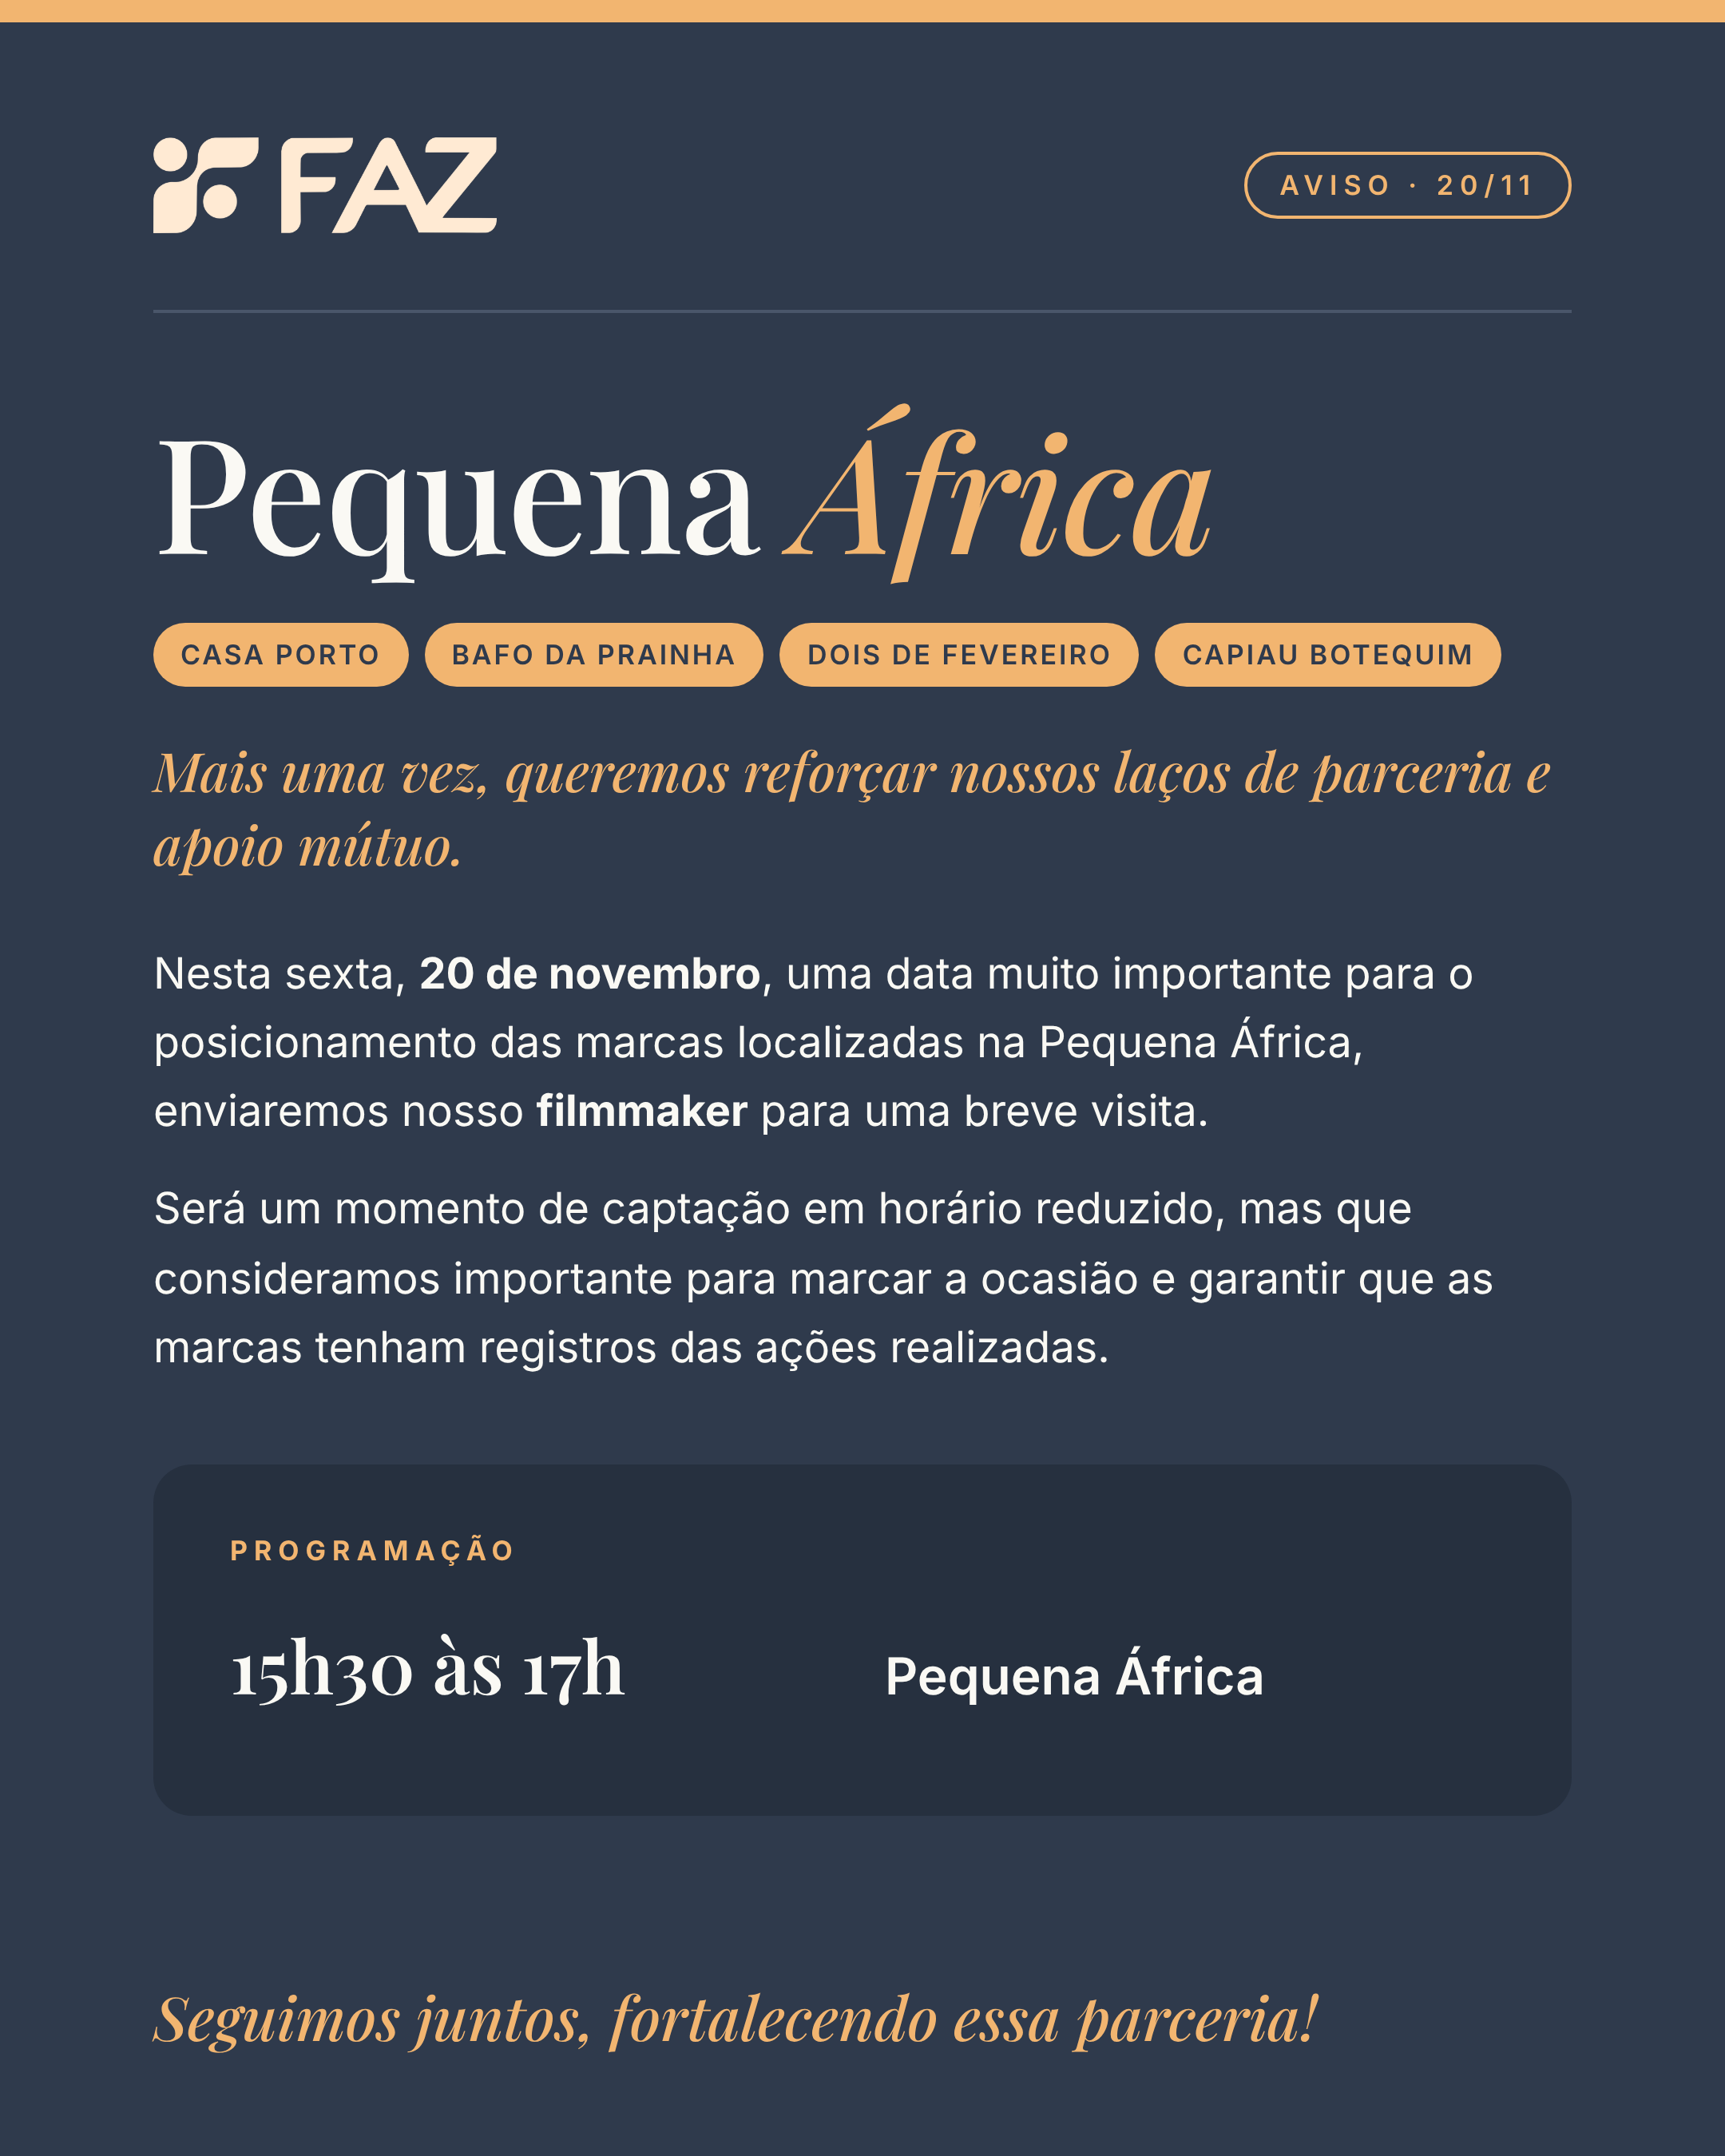 FAZ
AVISO · 20/11
Pequena África
CASA PORTO BAFO DA PRAINHA DOIS DE FEVEREIRO CAPIAU BOTEQUIM
Mais uma vez, queremos reforçar nossos laços de parceria e
apoio mútuo.
Nesta sexta, 20 de novembro, uma data muito importante para o
posicionamento das marcas localizadas na Pequena África,
enviaremos nosso filmmaker para uma breve visita.
Será um momento de captação em horário reduzido, mas que
consideramos importante para marcar a ocasião e garantir que as
marcas tenham registros das ações realizadas.
PROGRAMAÇÃO
15h30 às 17h Pequena África
Seguimos juntos, fortalecendo essa parceria!